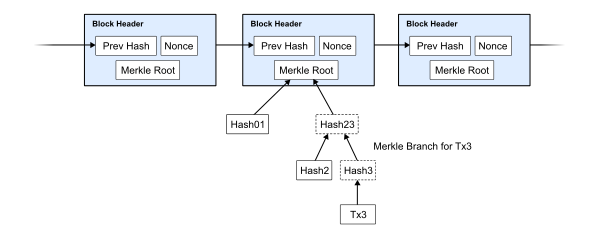 Block Header
Block Header
Block Header
Prev Hash
Nonce
Prev Hash
Nonce
Prev Hash
Nonce
Merkle Root
Merkle Root
Merkle Root
Hash01
Hash23
Merkle Branch for Tx3
Hash2
Hash3
Tx3